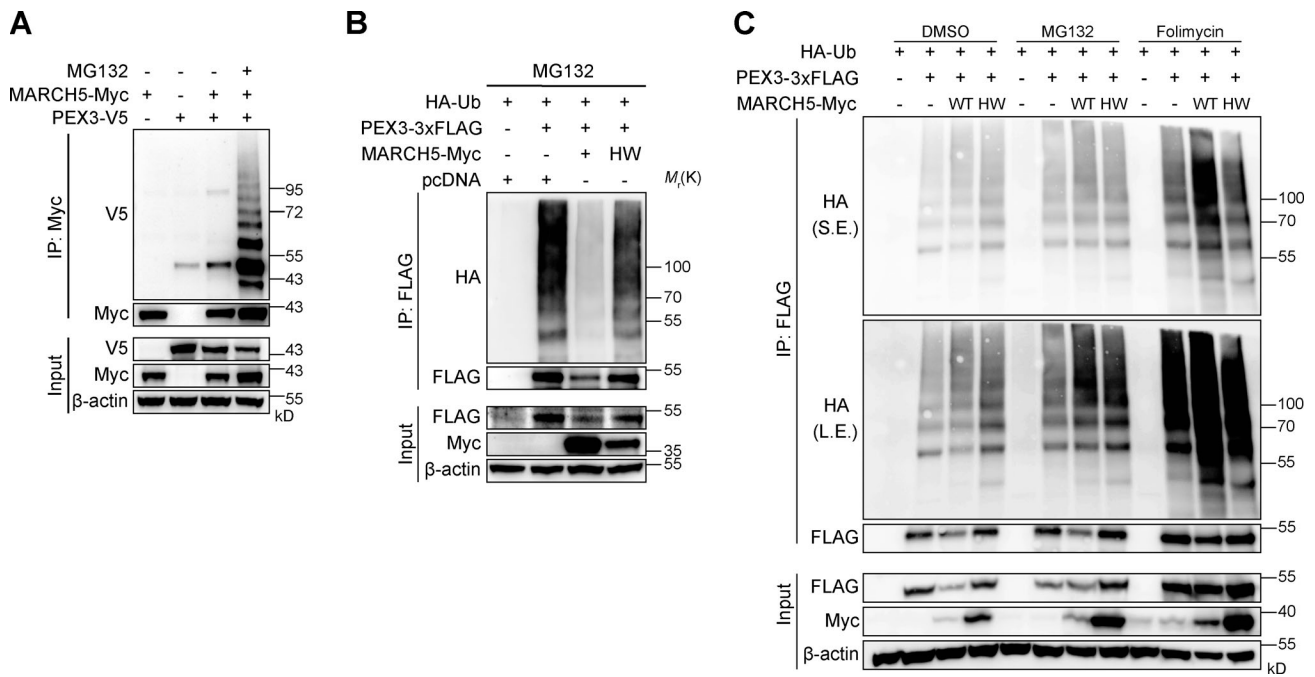 A
MG132 - - - +
MARCH5-Myc + - + +
PEX3-V5 - + + +
IP: Myc
V5
95
72
55
43
Myc
43
Input
V5
43
Myc
43
β-actin
55
kD
B
MG132
HA-Ub + + + +
PEX3-3xFLAG - + + +
MARCH5-Myc - - + HW
pcDNA + + - -
Mr(K)
IP: FLAG
HA
100
70
55
FLAG
55
Input
FLAG
55
Myc
35
β-actin
55
C
DMSO MG132 Folimycin
HA-Ub + + + + + + + + + + + +
PEX3-3xFLAG - + + + - + + + - + + +
MARCH5-Myc - - WT HW - - WT HW - - WT HW
IP: FLAG
HA
(S.E.)
100
70
55
HA
(L.E.)
100
70
55
FLAG
55
Input
FLAG
55
Myc
40
β-actin
55
kD